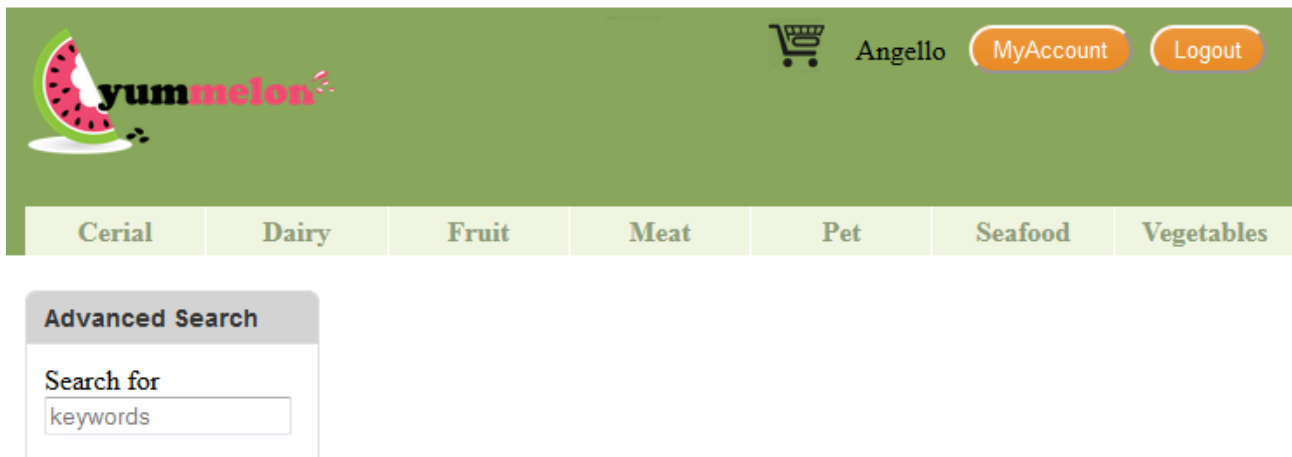 yummelon
Angello MyAccount Logout
Cerial Dairy Fruit Meat Pet Seafood Vegetables
Advanced Search
Search for
keywords